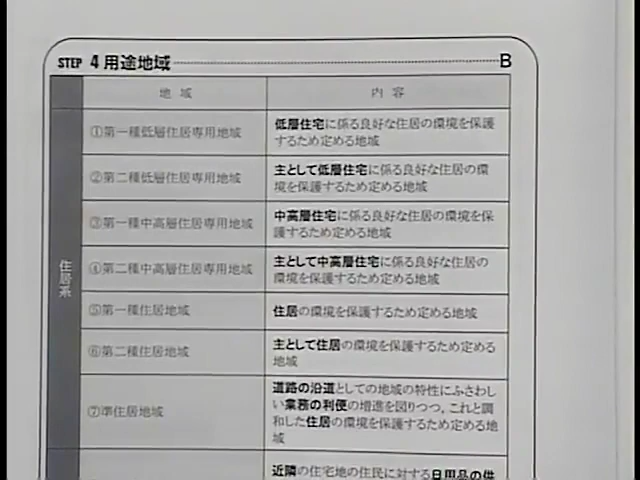 STEP 4 用途地域 B
地域 内容
①第一種低層住居専用地域
低層住宅に係る良好な住居の環境を保護
するため定める地域
②第二種低層住居専用地域
主として低層住宅に係る良好な住居の環
境を保護するため定める地域
③第一種中高層住居専用地域
中高層住宅に係る良好な住居の環境を保
護するため定める地域
住居系
④第二種中高層住居専用地域
主として中高層住宅に係る良好な住居の
環境を保護するため定める地域
⑤第一種住居地域
住居の環境を保護するため定める地域
⑥第二種住居地域
主として住居の環境を保護するため定める
地域
⑦準住居地域
道路の沿道としての地域の特性にふさわし
い業務の利便の増進を図りつつ、これと調
和した住居の環境を保護するため定める地
域
近隣の住宅地の住民に対する日用品の供